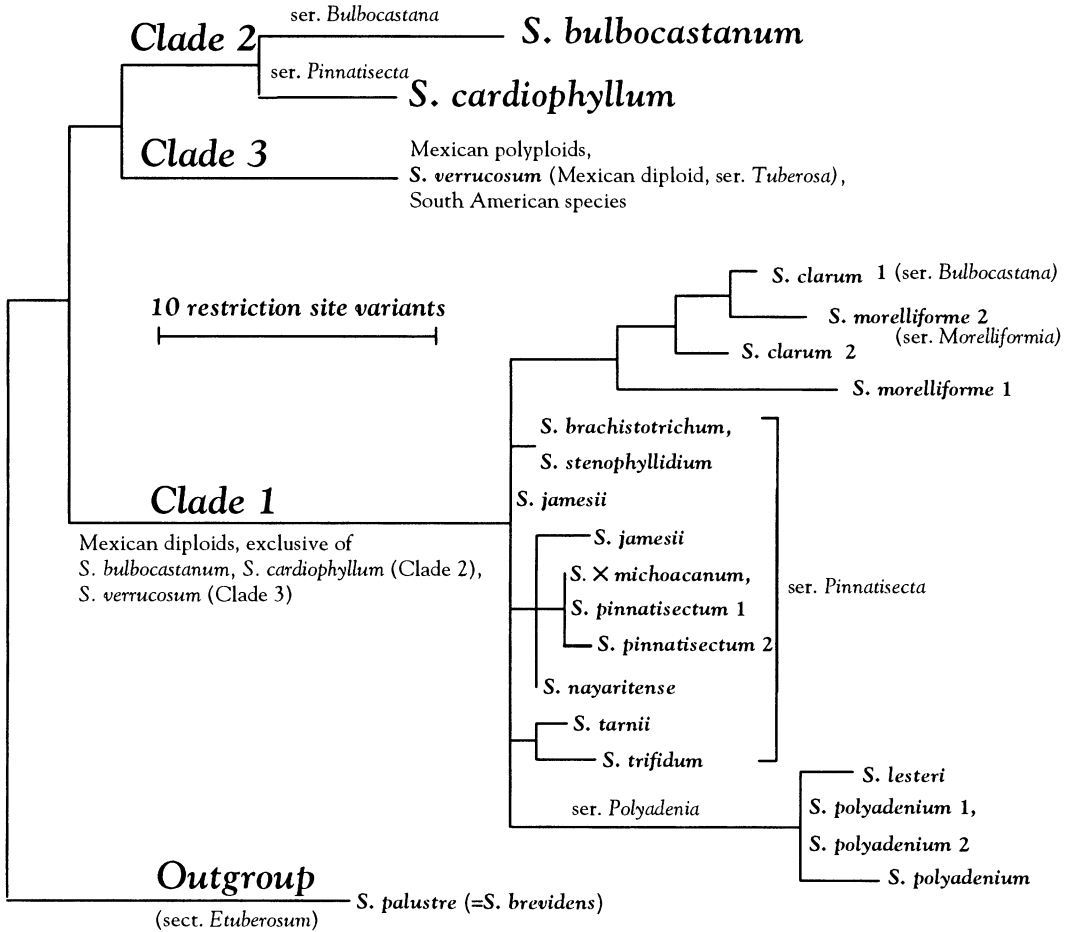 ser. Bulbocastana
Clade 2
S. bulbocastanum
ser. Pinnatisecta
S. cardiophyllum
Clade 3
Mexican polyploids,
S. verrucosum (Mexican diploid, ser. Tuberosa),
South American species
10 restriction site variants
S. clarum 1 (ser. Bulbocastana)
S. morelliforme 2
(ser. Morelliformia)
S. clarum 2
S. morelliforme 1
S. brachistotrichum,
S. stenophyllidium
S. jamesii
Clade 1
Mexican diploids, exclusive of
S. bulbocastanum, S. cardiophyllum (Clade 2),
S. verrucosum (Clade 3)
S. jamesii
S. × michoacanum,
S. pinnatisectum 1
S. pinnatisectum 2
ser. Pinnatisecta
S. nayaritense
S. tarnii
S. trifidum
ser. Polyadenia
S. lesteri
S. polyadenium 1,
S. polyadenium 2
S. polyadenium
Outgroup
(sect. Etuberosum)
S. palustre (=S. brevidens)